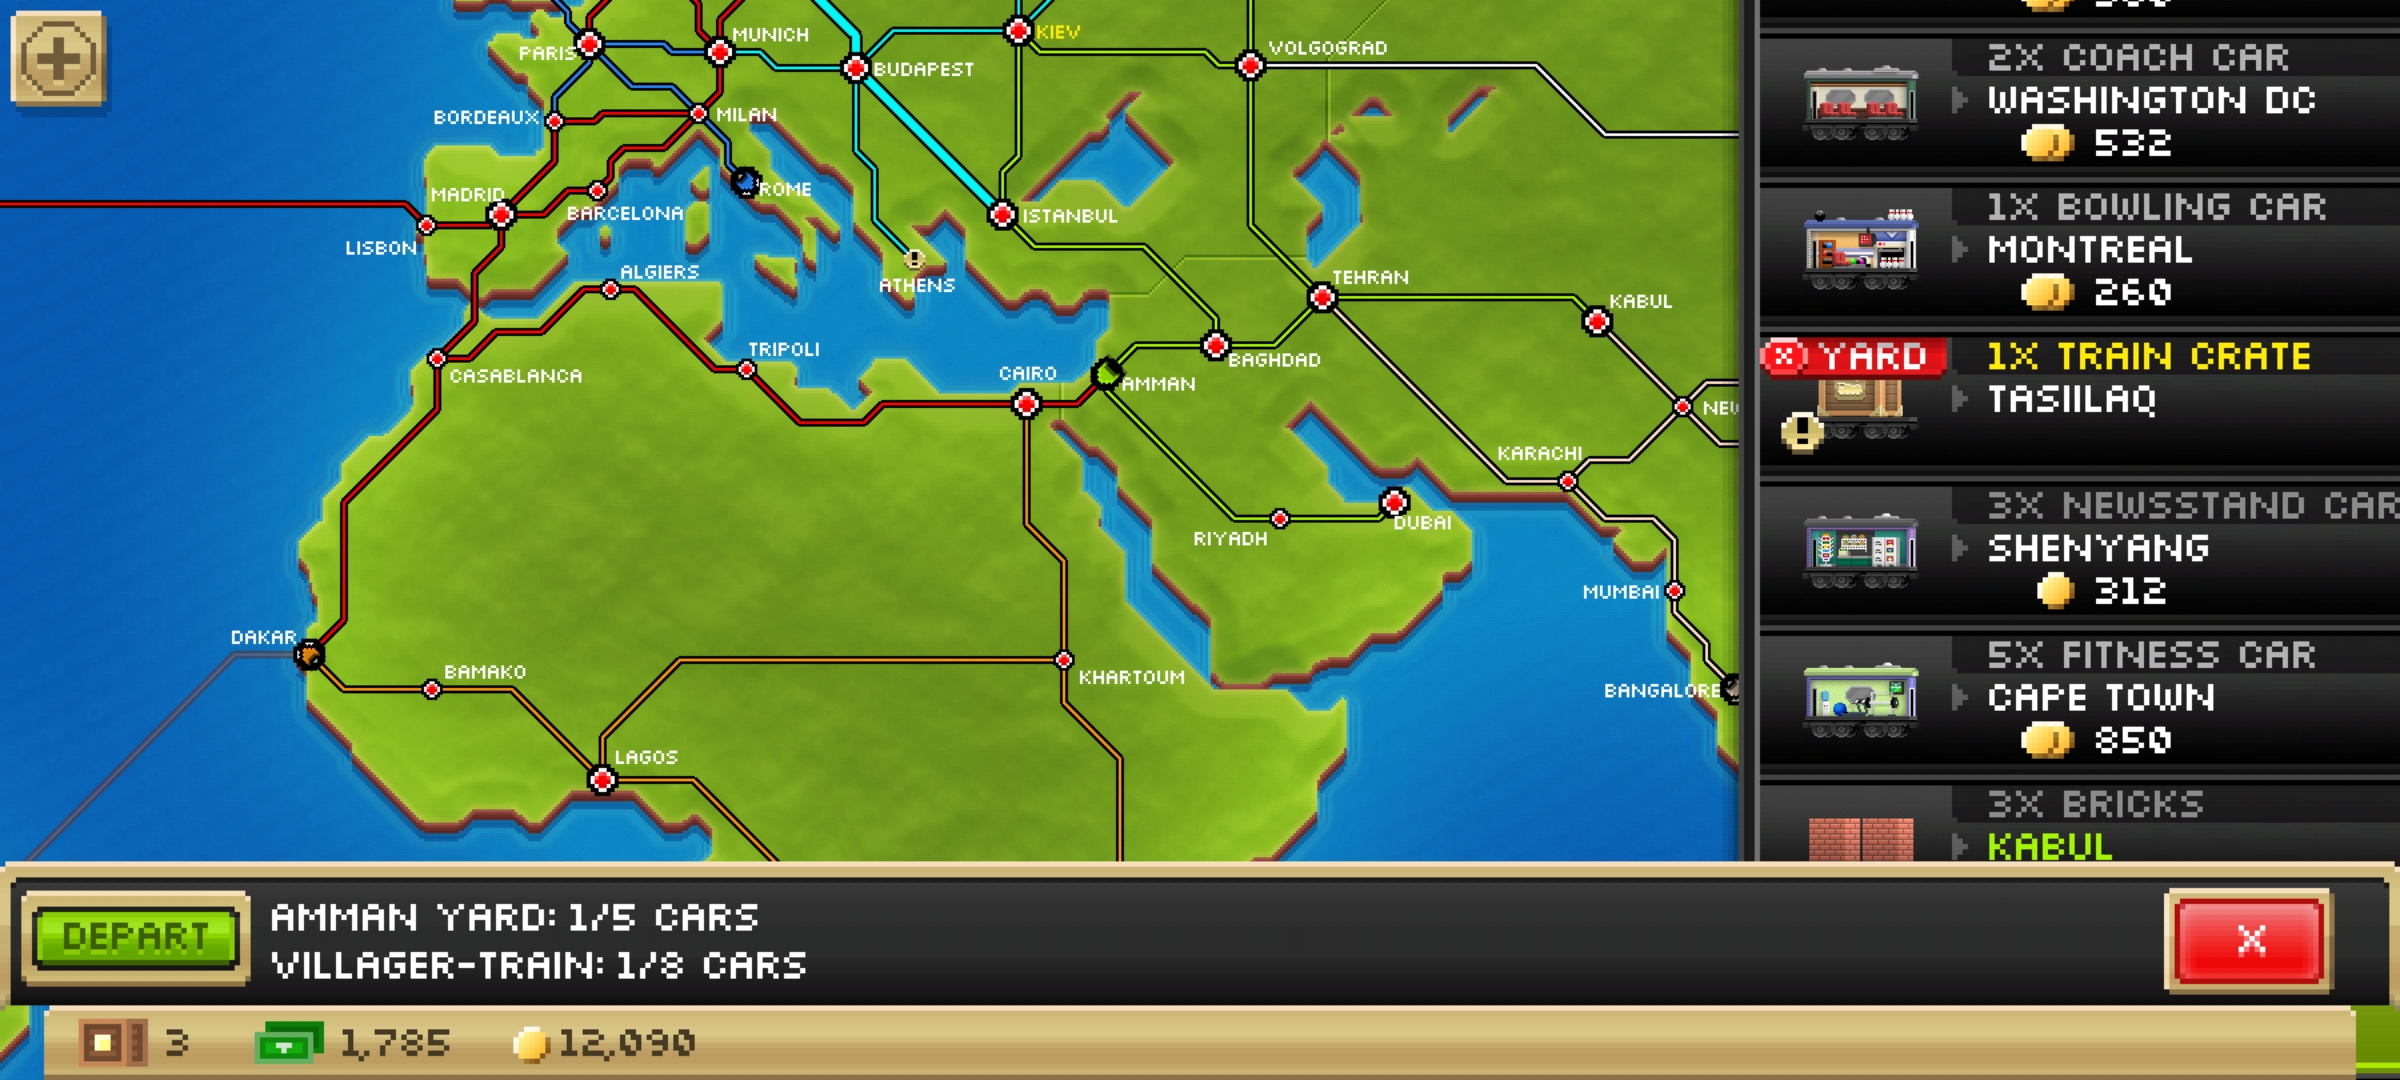 PARIS
MUNICH
KIEV
BUDAPEST
VOLGOGRAD
BORDEAUX
MILAN
MADRID
BARCELONA
ROME
ISTANBUL
LISBON
ALGIERS
ATHENS
TEHRAN
KABUL
CASABLANCA
TRIPOLI
CAIRO
AMMAN
BAGHDAD
KARACHI
RIYADH
DUBAI
MUMBAI
DAKAR
BAMAKO
KHARTOUM
BANGALORE
LAGOS
2X COACH CAR
WASHINGTON DC
532
1X BOWLING CAR
MONTREAL
260
X YARD
1X TRAIN CRATE
TASIILAQ
3X NEWSSTAND CAR
SHENYANG
312
5X FITNESS CAR
CAPE TOWN
850
3X BRICKS
KABUL
DEPART
AMMAN YARD: 1/5 CARS
VILLAGER-TRAIN: 1/8 CARS
X
3
1,785
12,090